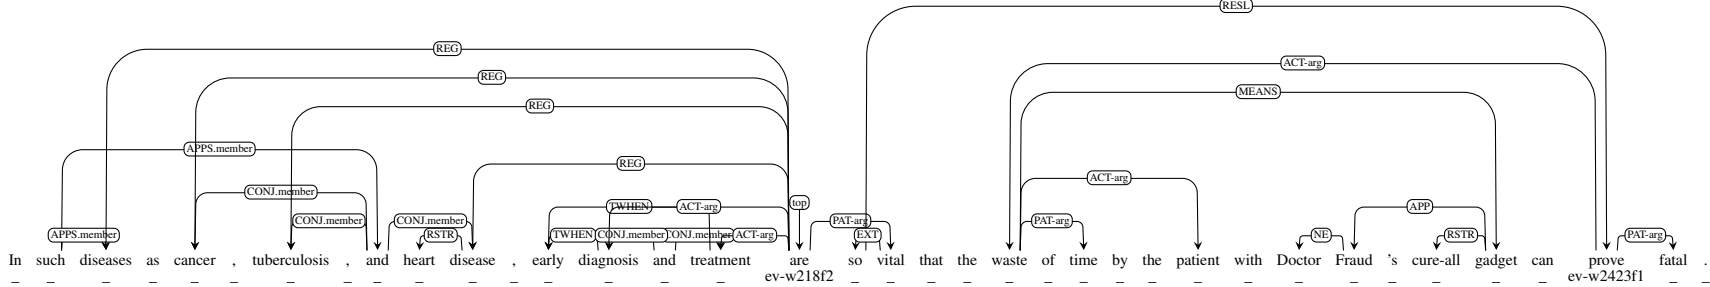 RESL
REG
ACT-arg
REG
MEANS
REG
APPS.member
REG
ACT-arg
CONJ.member
top
TWHEN ACT-arg APP
CONJ.member CONJ.member PAT-arg PAT-arg
APPS.member RSTR TWHEN CONJ.member CONJ.member ACT-arg EXT NE RSTR PAT-arg
In such diseases as cancer , tuberculosis , and heart disease , early diagnosis and treatment are so vital that the waste of time by the patient with Doctor Fraud 's cure-all gadget can prove fatal .
_ _ _ _ _ _ _ _ _ _ _ _ _ _ _ _ ev-w218f2 _ _ _ _ _ _ _ _ _ _ _ _ _ _ _ _ _ ev-w2423f1 _ _